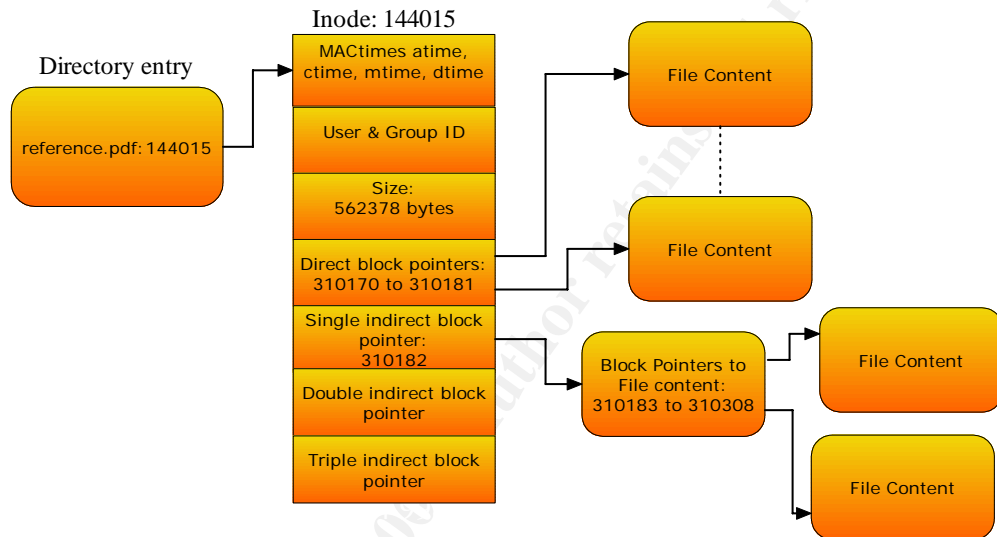 Inode: 144015
Directory entry
reference.pdf:144015
MACtimes atime,
ctime, mtime, dtime
User & Group ID
Size:
562378 bytes
Direct block pointers:
310170 to 310181
Single indirect block
pointer:
310182
Double indirect block
pointer
Triple indirect block
pointer
File Content
File Content
Block Pointers to
File content:
310183 to 310308
File Content
File Content
author retains